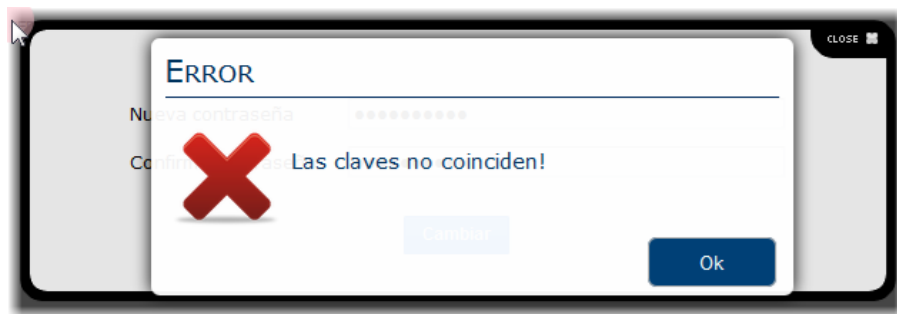 CLOSE
ERROR
Nueva contraseña
Las claves no coinciden!
Cambiar
Ok